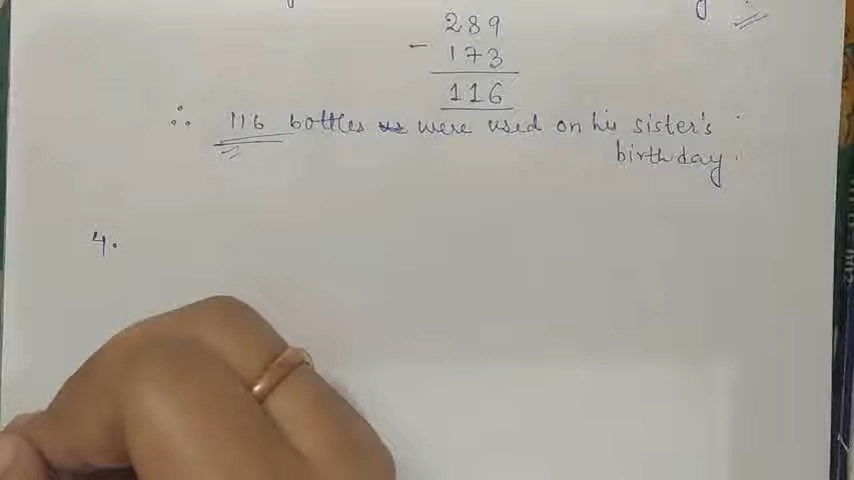 289
- 173
116
∴ 116 bottles were used on his sister's
birthday.
4.